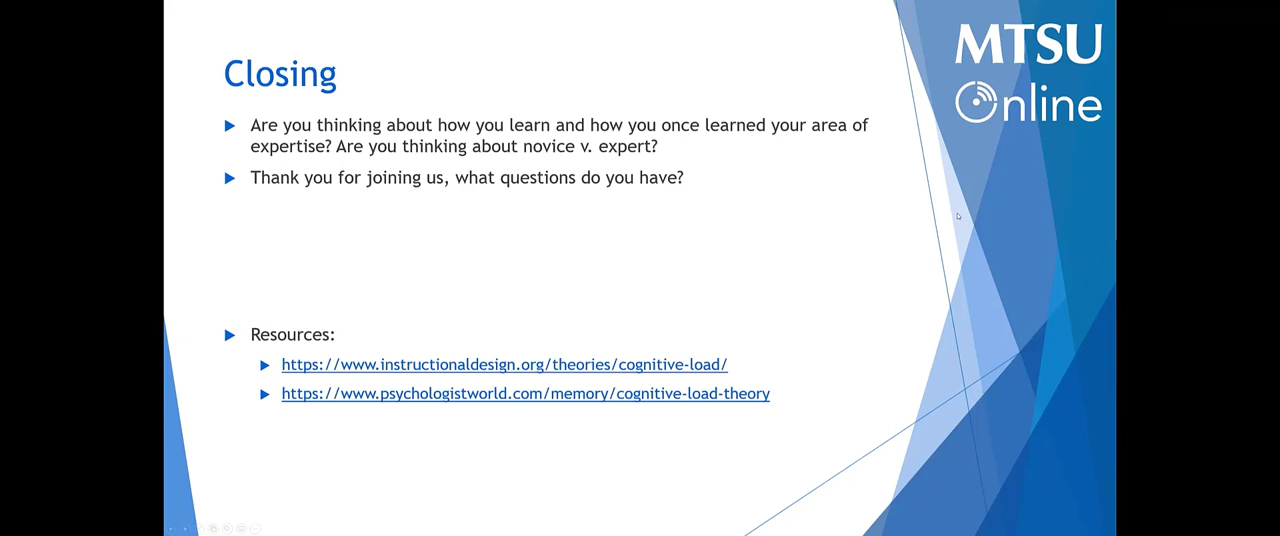 MTSU
Online
Closing
Are you thinking about how you learn and how you once learned your area of
expertise? Are you thinking about novice v. expert?
Thank you for joining us, what questions do you have?
Resources:
https://www.instructionaldesign.org/theories/cognitive-load/
https://www.psychologistworld.com/memory/cognitive-load-theory